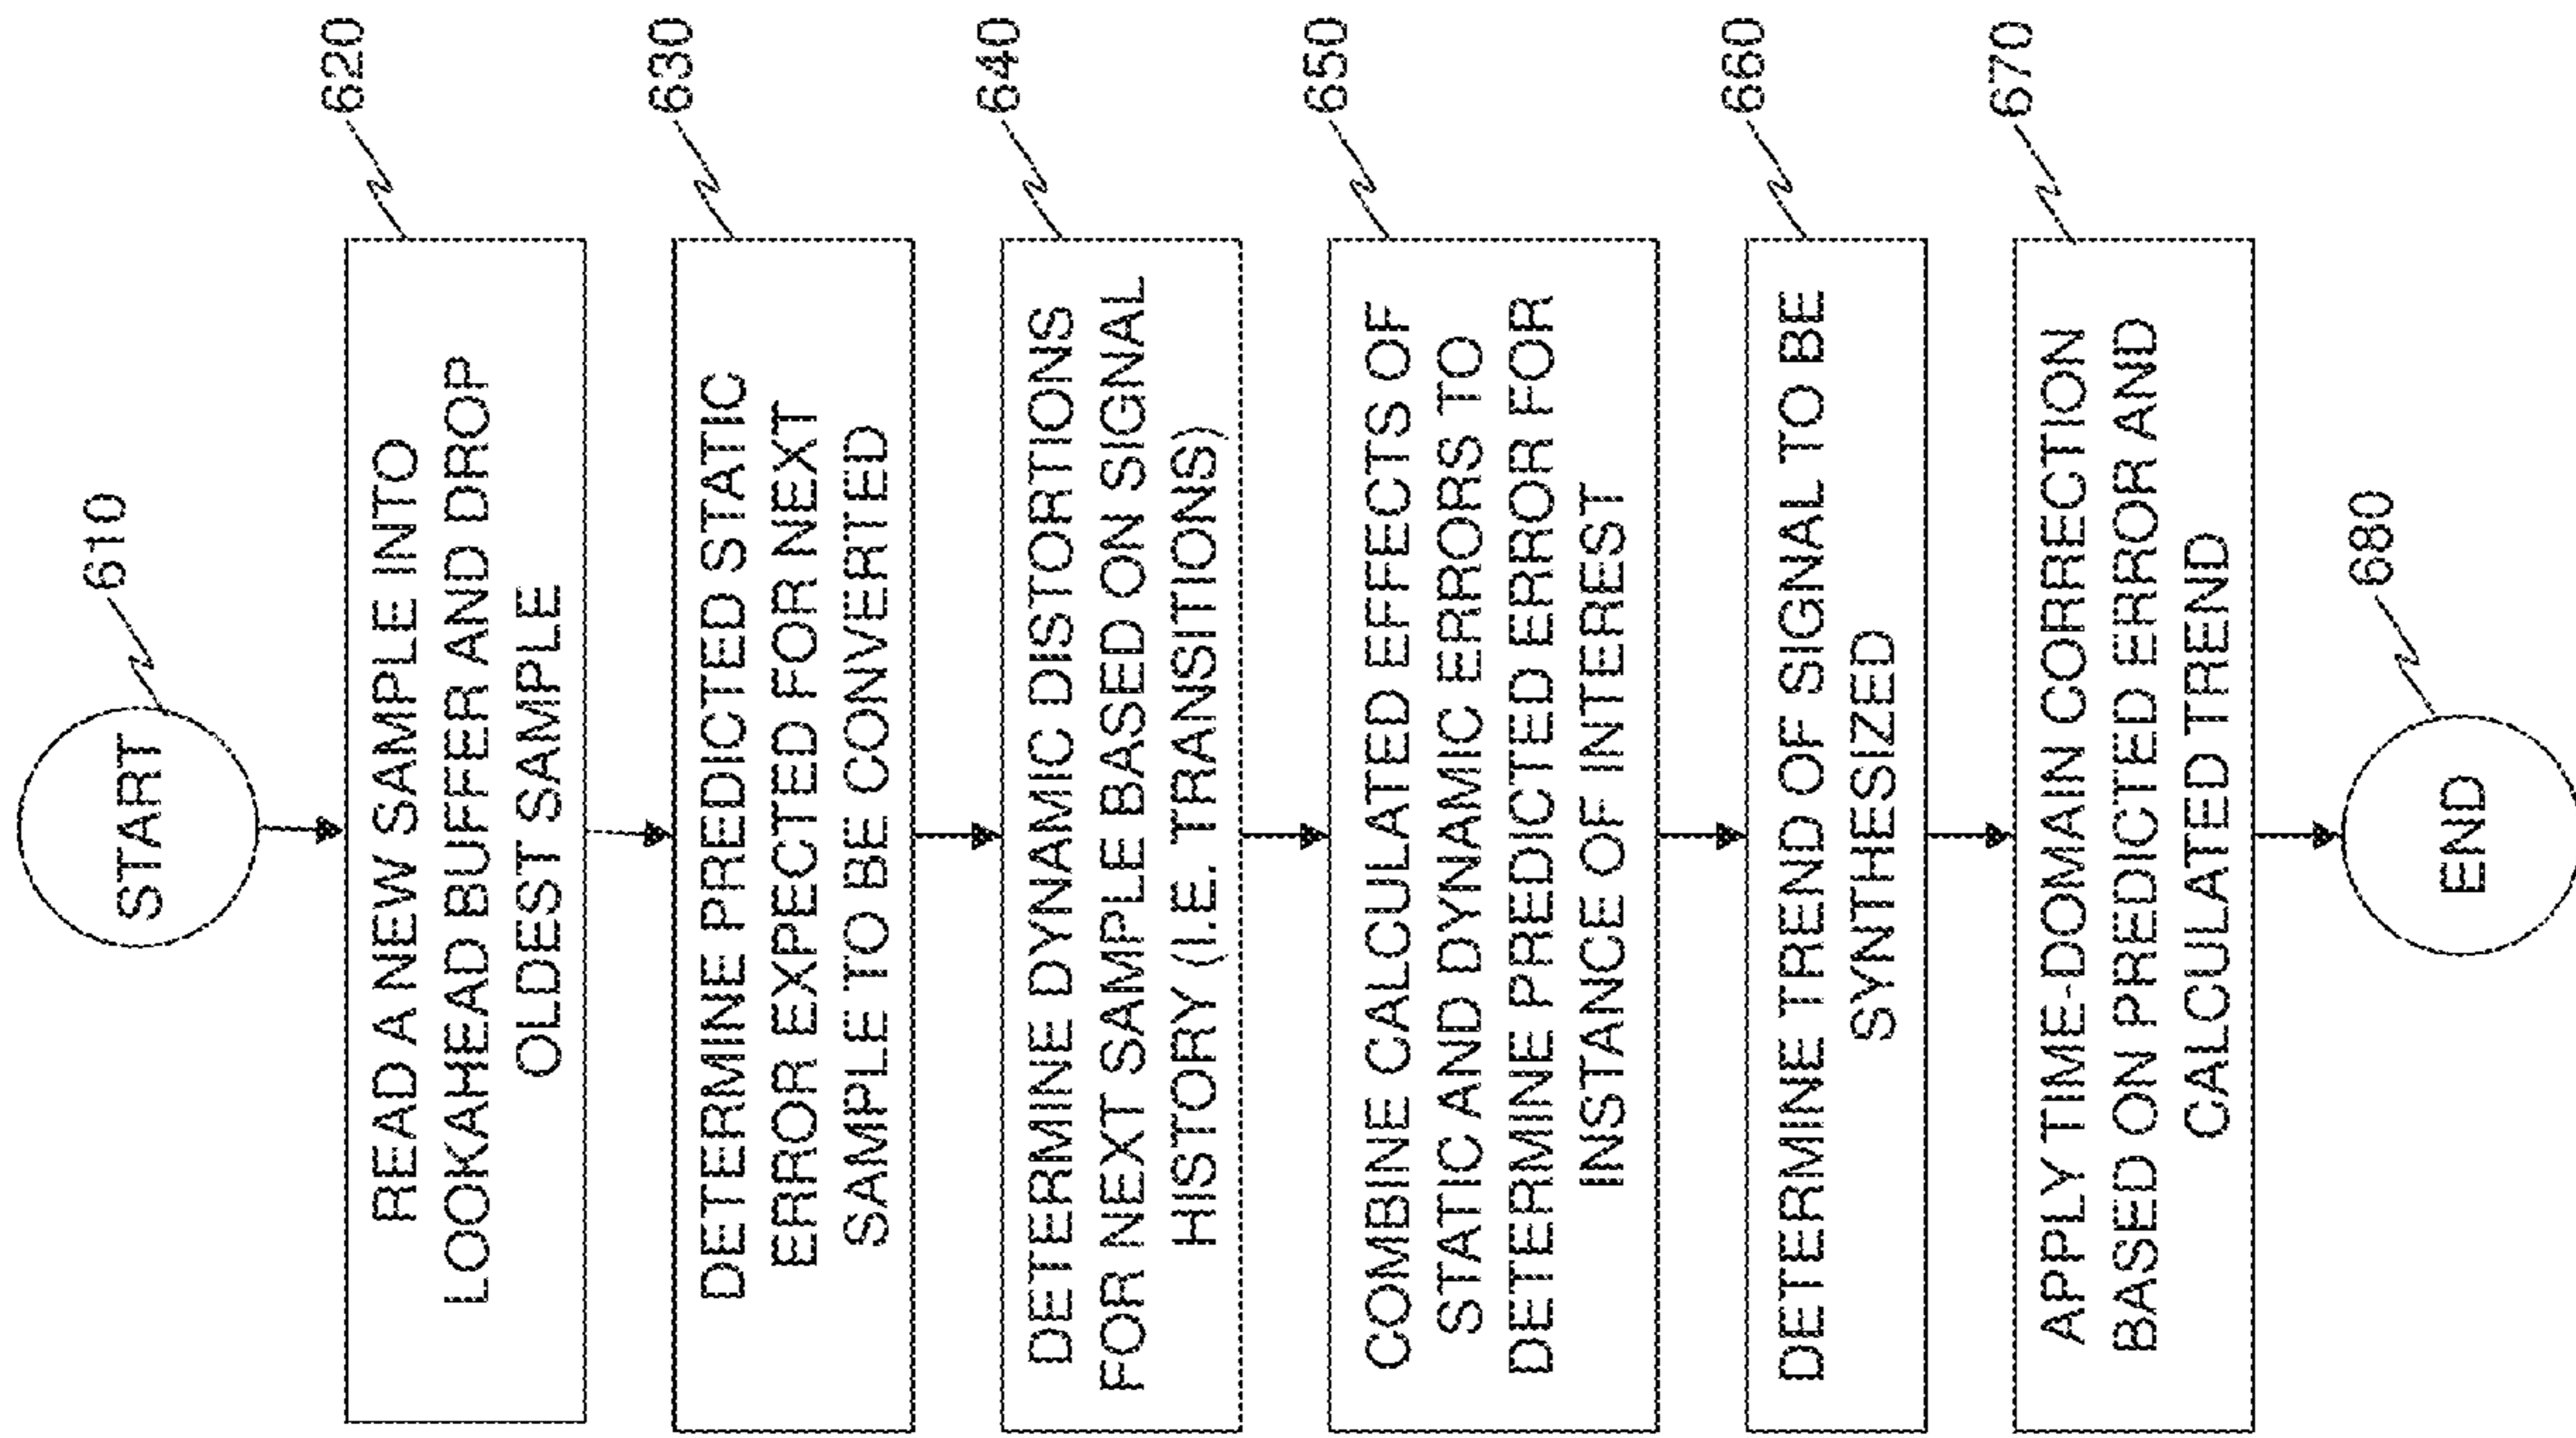 START
610
READ A NEW SAMPLE INTO
LOOKAHEAD BUFFER AND DROP
OLDEST SAMPLE
620
DETERMINE PREDICTED STATIC
ERROR EXPECTED FOR NEXT
SAMPLE TO BE CONVERTED
630
DETERMINE DYNAMIC DISTORTIONS
FOR NEXT SAMPLE BASED ON SIGNAL
HISTORY (I.E. TRANSITIONS)
640
COMBINE CALCULATED EFFECTS OF
STATIC AND DYNAMIC ERRORS TO
DETERMINE PREDICTED ERROR FOR
INSTANCE OF INTEREST
650
DETERMINE TREND OF SIGNAL TO BE
SYNTHESIZED
660
APPLY TIME-DOMAIN CORRECTION
BASED ON PREDICTED ERROR AND
CALCULATED TREND
670
END
680